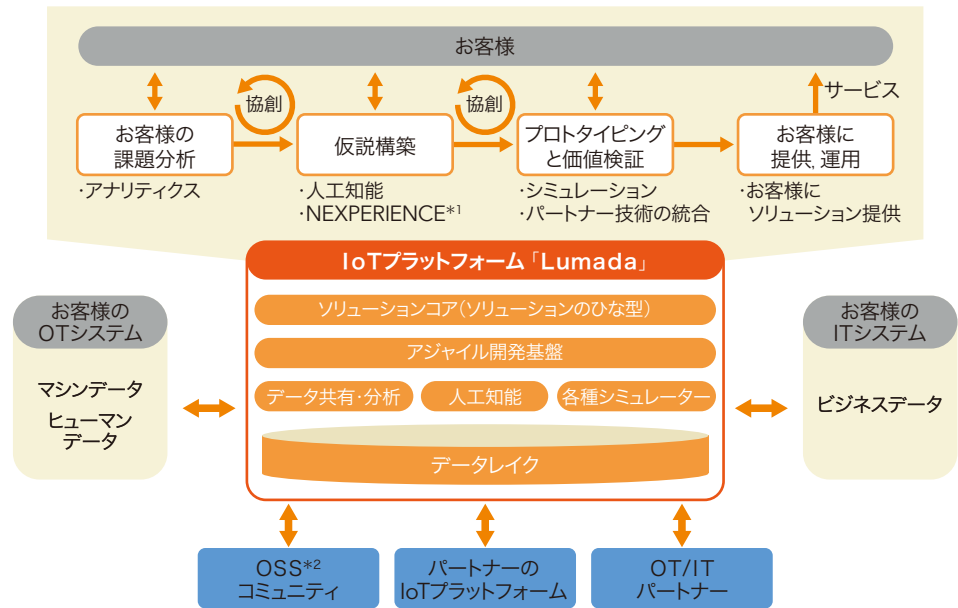 お客様
協創
協創
サービス
お客様の
課題分析
仮説構築
プロトタイピング
と価値検証
お客様に
提供, 運用
・アナリティクス
・人工知能
・NEXPERIENCE*1
・シミュレーション
・パートナー技術の統合
・お客様に
ソリューション提供
IoTプラットフォーム「Lumada」
ソリューションコア(ソリューションのひな型)
アジャイル開発基盤
データ共有・分析
人工知能
各種シミュレーター
データレイク
お客様の
OTシステム
マシンデータ
ヒューマン
データ
お客様の
ITシステム
ビジネスデータ
OSS*2
コミュニティ
パートナーの
IoTプラットフォーム
OT/IT
パートナー